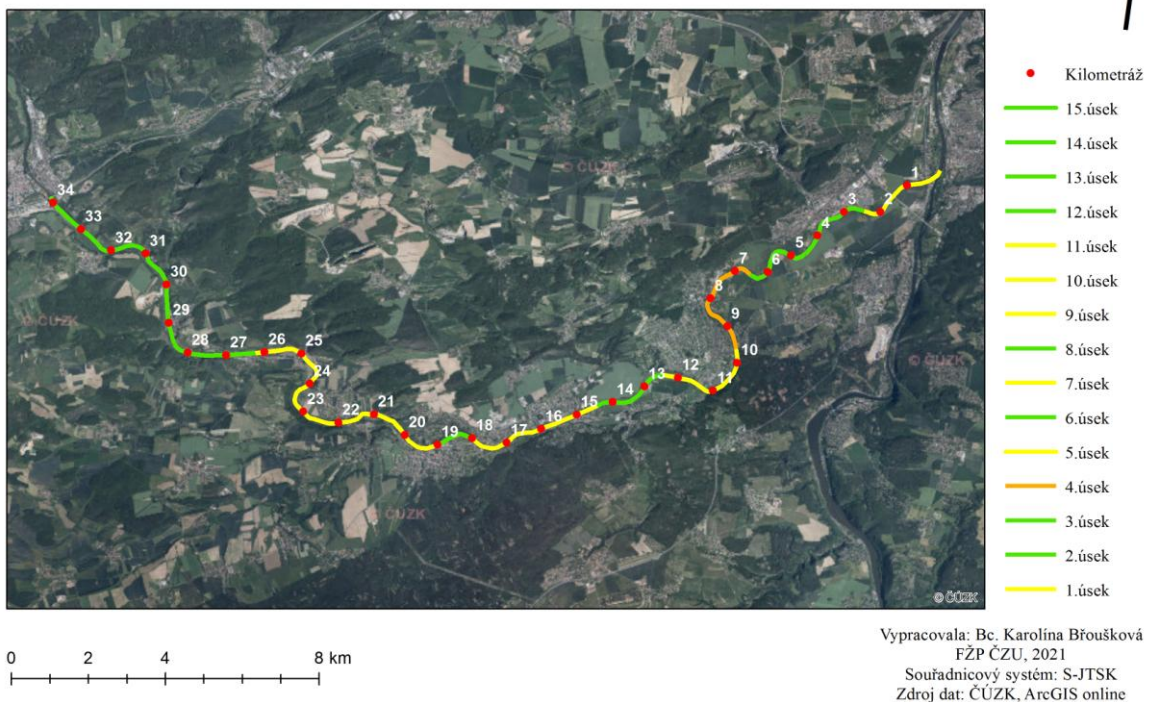 Kilometráž
15.úsek
14.úsek
13.úsek
12.úsek
11.úsek
10.úsek
9.úsek
8.úsek
7.úsek
6.úsek
5.úsek
4.úsek
3.úsek
2.úsek
1.úsek
© ČÚZK
© ČÚZK
© ČÚZK
© ČÚZK
© ČÚZK
34
33
32
31
30
29
28
27
26
25
24
23
22
21
20
19
18
17
16
15
14
13
12
11
10
9
8
7
6
5
4
3
2
1
0 2 4 8 km
Vypracovala: Bc. Karolína Břoušková
FŽP ČZU, 2021
Souřadnicový systém: S-JTSK
Zdroj dat: ČÚZK, ArcGIS online